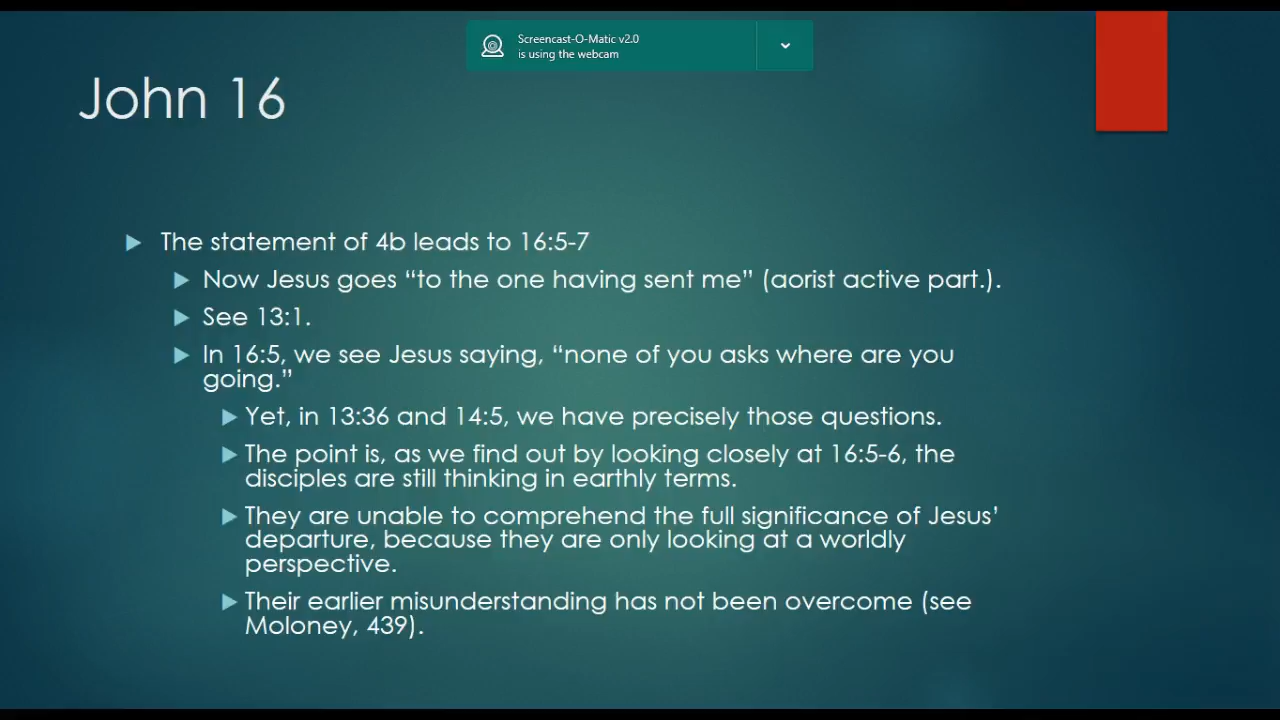 Screencast-O-Matic v2.0
is using the webcam
John 16
The statement of 4b leads to 16:5-7
Now Jesus goes “to the one having sent me” (aorist active part.).
See 13:1.
In 16:5, we see Jesus saying, “none of you asks where are you
going.”
Yet, in 13:36 and 14:5, we have precisely those questions.
The point is, as we find out by looking closely at 16:5-6, the
disciples are still thinking in earthly terms.
They are unable to comprehend the full significance of Jesus’
departure, because they are only looking at a worldly
perspective.
Their earlier misunderstanding has not been overcome (see
Moloney, 439).